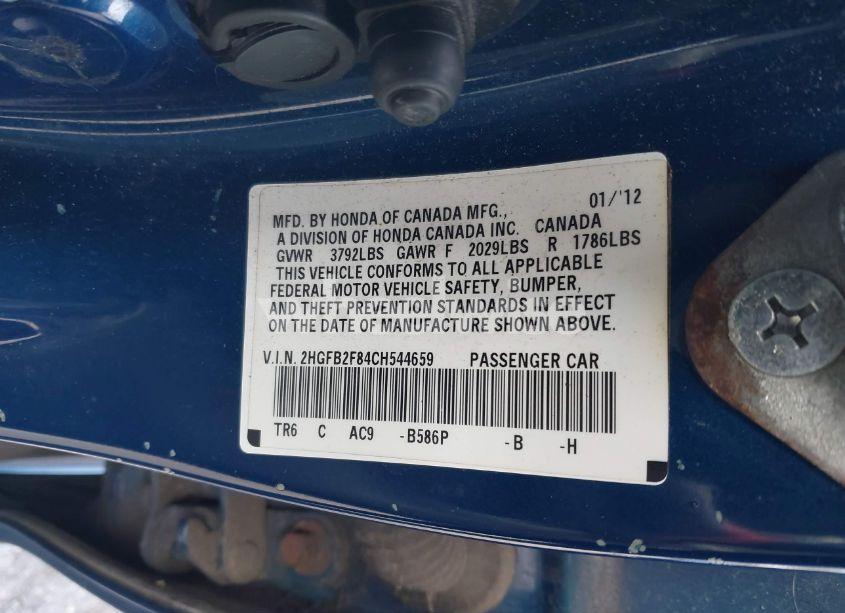 MFD. BY HONDA OF CANADA MFG., 01/'12
A DIVISION OF HONDA CANADA INC. CANADA
GVWR 3792LBS GAWR F 2029LBS R 1786LBS
THIS VEHICLE CONFORMS TO ALL APPLICABLE
FEDERAL MOTOR VEHICLE SAFETY, BUMPER,
AND THEFT PREVENTION STANDARDS IN EFFECT
ON THE DATE OF MANUFACTURE SHOWN ABOVE.
V.I.N. 2HGFB2F84CH544659 PASSENGER CAR
TR6 C AC9 -B586P -B -H